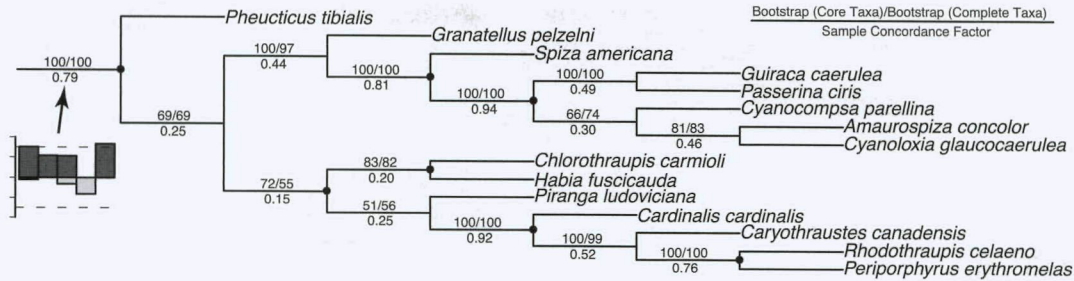 Bootstrap (Core Taxa)/Bootstrap (Complete Taxa)
Sample Concordance Factor
Pheucticus tibialis
Granatellus pelzelni
100/97
0.44
Spiza americana
100/100
0.79
100/100
0.81
Guiraca caerulea
100/100
0.49
Passerina ciris
100/100
0.94
Cyanocompsa parellina
66/74
0.30
69/69
0.25
Amaurospiza concolor
81/83
0.46
Cyanoloxia glaucocaerulea
Chlorothraupis carmioli
83/82
0.20
Habia fuscicauda
72/55
0.15
Piranga ludoviciana
51/56
0.25
Cardinalis cardinalis
100/100
0.92
Caryothraustes canadensis
100/99
0.52
Rhodothraupis celaeno
100/100
0.76
Periporphyrus erythromelas